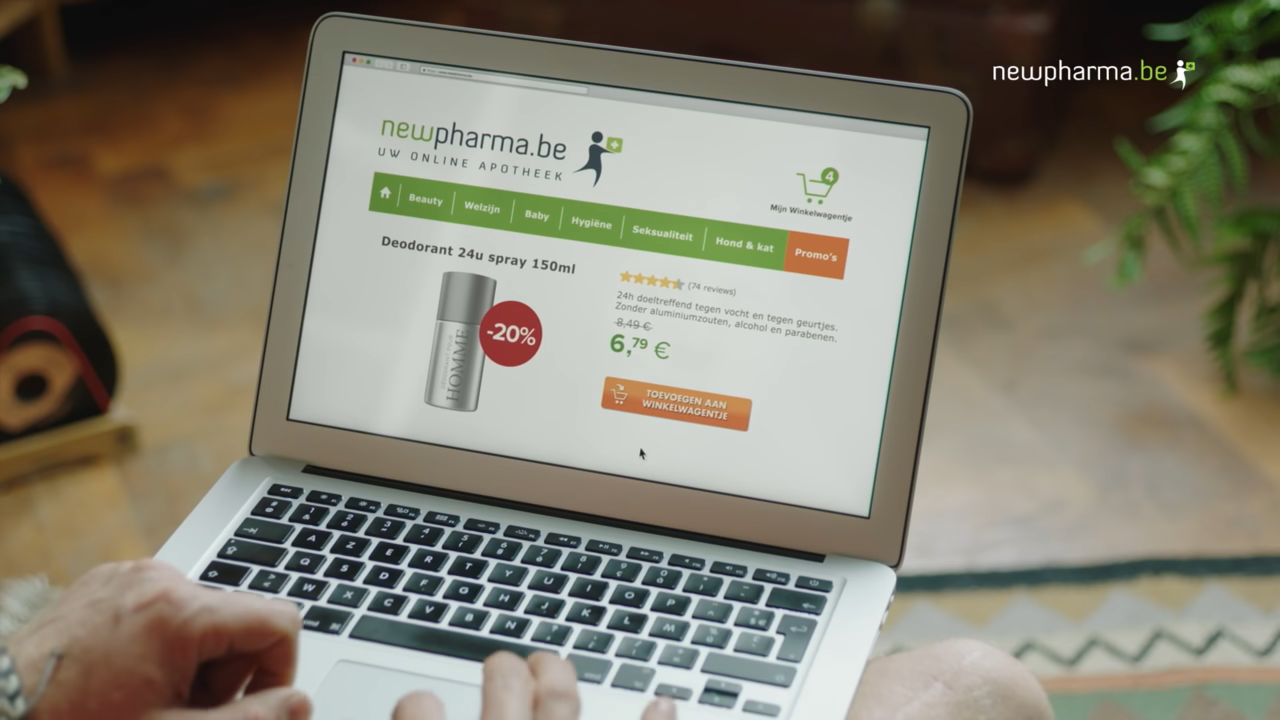 newpharma.be
newpharma.be
UW ONLINE APOTHEEK
4
Mijn Winkelwagentje
Beauty
Welzijn
Baby
Hygiëne
Seksualiteit
Hond & kat
Promo's
Deodorant 24u spray 150ml
(74 reviews)
24h doeltreffend tegen vocht en tegen geurtjes.
Zonder aluminiumzouten, alcohol en parabenen.
8,49 €
6,79 €
-20%
HOMME
TOEVOEGEN AAN
WINKELWAGENTJE
A Z E R T Y U I O P
Q S D F G H J K L M
W X C V B N